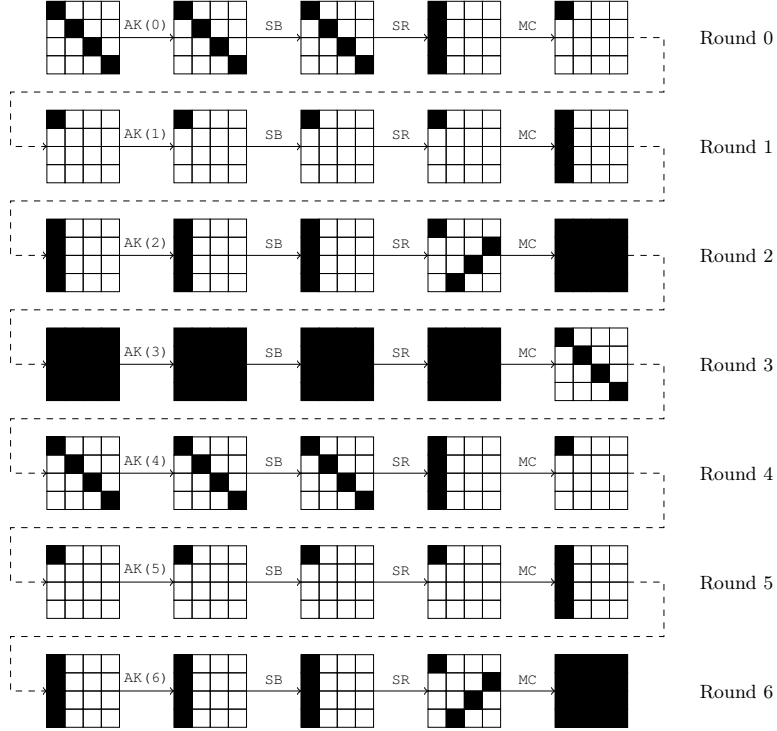 AK(0) SB SR MC Round 0
AK(1) SB SR MC Round 1
AK(2) SB SR MC Round 2
AK(3) SB SR MC Round 3
AK(4) SB SR MC Round 4
AK(5) SB SR MC Round 5
AK(6) SB SR MC Round 6